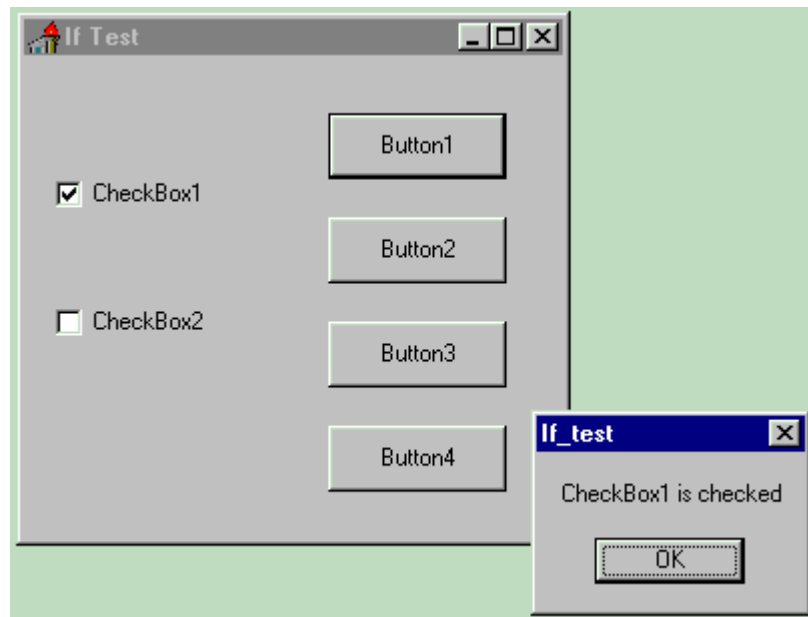 If Test
Button1
CheckBox1
Button2
CheckBox2
Button3
Button4
If_test
CheckBox1 is checked
OK